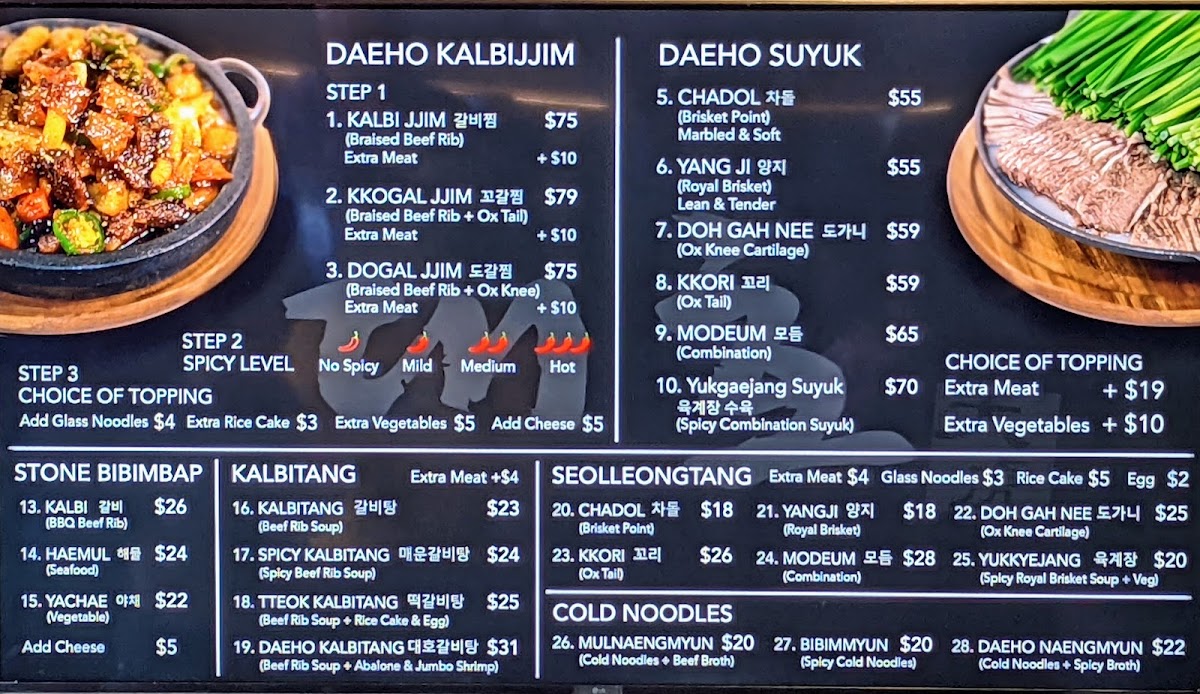 DAEHO KALBIJJIM
STEP 1
1. KALBI JJIM 갈비찜 $75
(Braised Beef Rib)
Extra Meat + $10
2. KKOGAL JJIM 꼬갈찜 $79
(Braised Beef Rib + Ox Tail)
Extra Meat + $10
3. DOGAL JJIM 도갈찜 $75
(Braised Beef Rib + Ox Knee)
Extra Meat + $10
STEP 2
SPICY LEVEL No Spicy Mild Medium Hot
STEP 3
CHOICE OF TOPPING
Add Glass Noodles $4 Extra Rice Cake $3 Extra Vegetables $5 Add Cheese $5
DAEHO SUYUK
5. CHADOL 차돌 $55
(Brisket Point)
Marbled & Soft
6. YANG JI 양지 $55
(Royal Brisket)
Lean & Tender
7. DOH GAH NEE 도가니 $59
(Ox Knee Cartilage)
8. KKORI 꼬리 $59
(Ox Tail)
9. MODEUM 모듬 $65
(Combination)
10. Yukgaejang Suyuk $70
육계장 수육
(Spicy Combination Suyuk)
CHOICE OF TOPPING
Extra Meat + $19
Extra Vegetables + $10
STONE BIBIMBAP
13. KALBI 갈비 $26
(BBQ Beef Rib)
14. HAEMUL 해물 $24
(Seafood)
15. YACHAE 야채 $22
(Vegetable)
Add Cheese $5
KALBITANG Extra Meat +$4
16. KALBITANG 갈비탕 $23
(Beef Rib Soup)
17. SPICY KALBITANG 매운갈비탕 $24
(Spicy Beef Rib Soup)
18. TTEOK KALBITANG 떡갈비탕 $25
(Beef Rib Soup + Rice Cake & Egg)
19. DAEHO KALBITANG 대호갈비탕 $31
(Beef Rib Soup + Abalone & Jumbo Shrimp)
SEOLLEONGTANG Extra Meat $4 Glass Noodles $3 Rice Cake $5 Egg $2
20. CHADOL 차돌 $18 21. YANGJI 양지 $18 22. DOH GAH NEE 도가니 $25
(Brisket Point) (Royal Brisket) (Ox Knee Cartilage)
23. KKORI 꼬리 $26 24. MODEUM 모듬 $28 25. YUKKYEJANG 육계장 $20
(Ox Tail) (Combination) (Spicy Royal Brisket Soup + Veg)
COLD NOODLES
26. MULNAENGMYUN $20 27. BIBIMMYUN $20 28. DAEHO NAENGMYUN $22
(Cold Noodles + Beef Broth) (Spicy Cold Noodles) (Cold Noodles + Spicy Broth)
LG